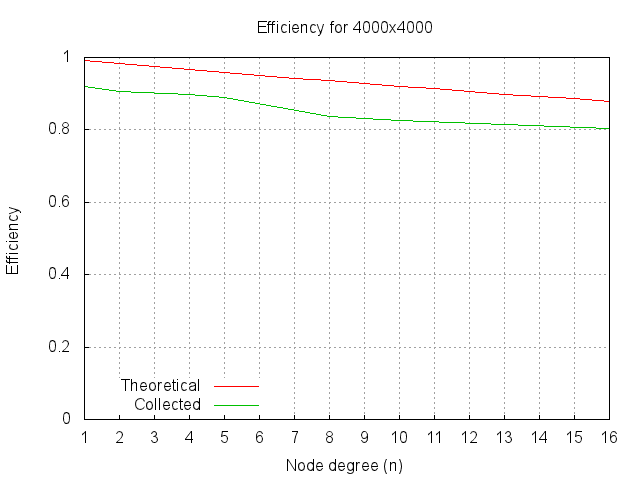 Efficiency for 4000x4000
1
0.8
0.6
0.4
0.2
0
Efficiency
Theoretical
Collected
1 2 3 4 5 6 7 8 9 10 11 12 13 14 15 16
Node degree (n)